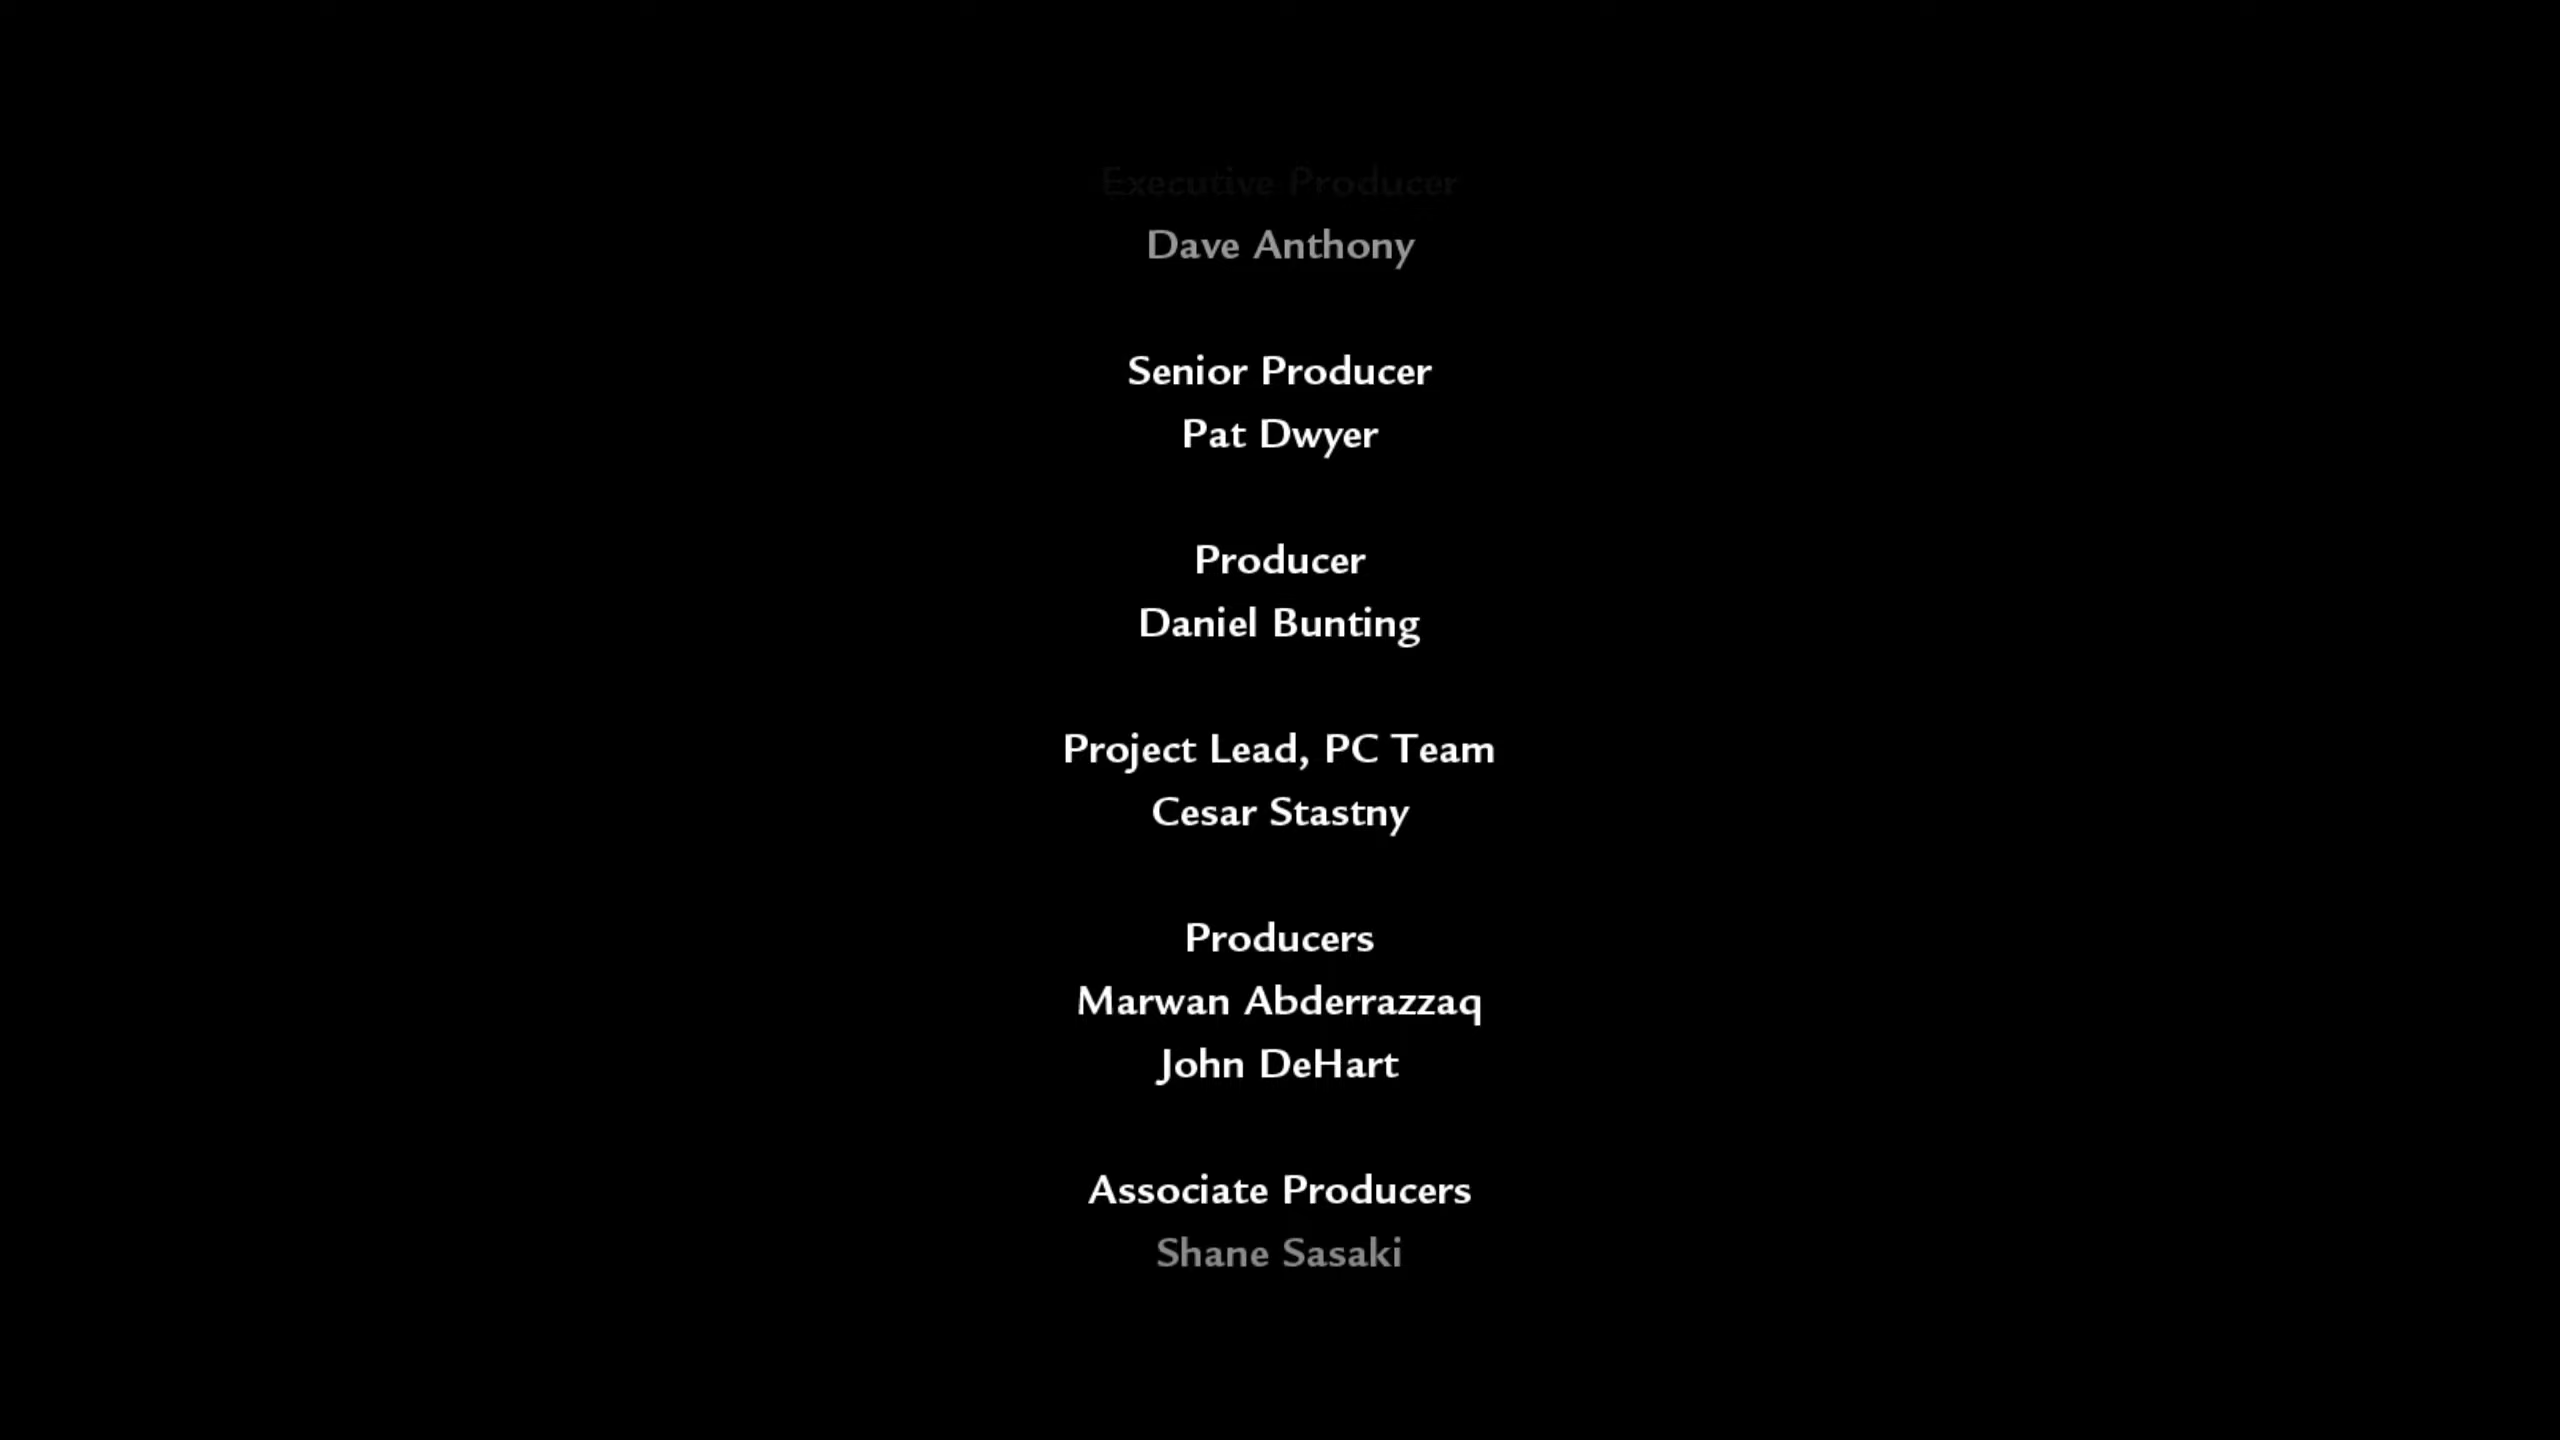 Executive Producer
Dave Anthony
Senior Producer
Pat Dwyer
Producer
Daniel Bunting
Project Lead, PC Team
Cesar Stastny
Producers
Marwan Abderrazzaq
John DeHart
Associate Producers
Shane Sasaki